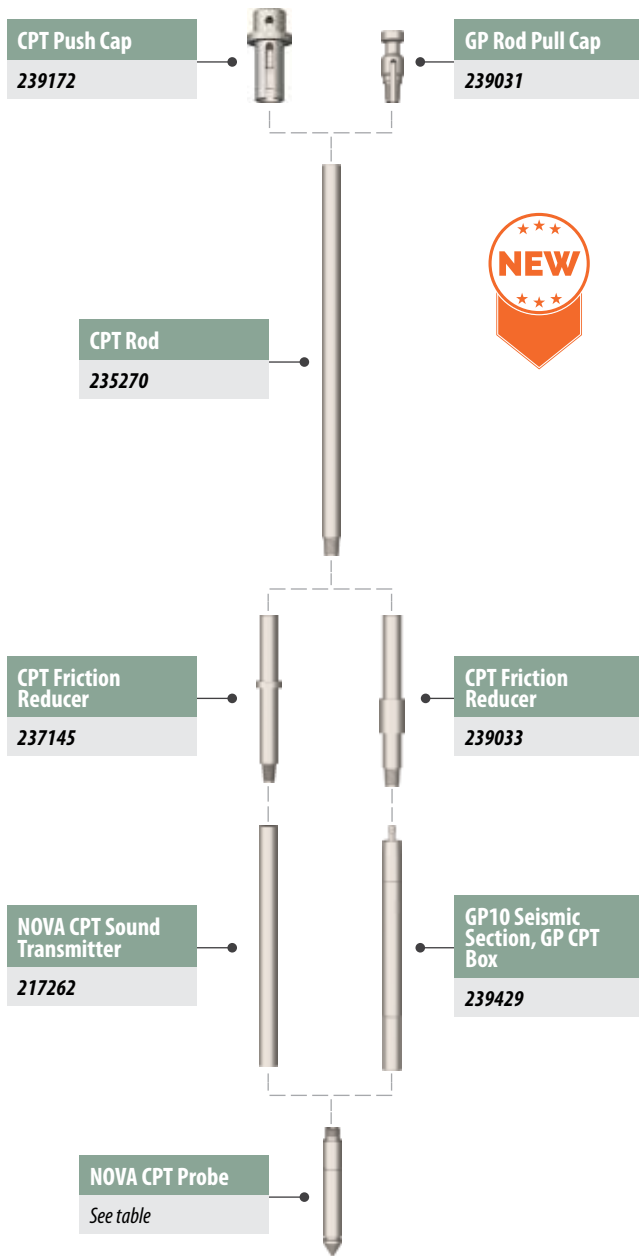 CPT Push Cap
239172
GP Rod Pull Cap
239031
NEW
CPT Rod
235270
CPT Friction
Reducer
237145
CPT Friction
Reducer
239033
NOVA CPT Sound
Transmitter
217262
GP10 Seismic
Section, GP CPT
Box
239429
NOVA CPT Probe
See table